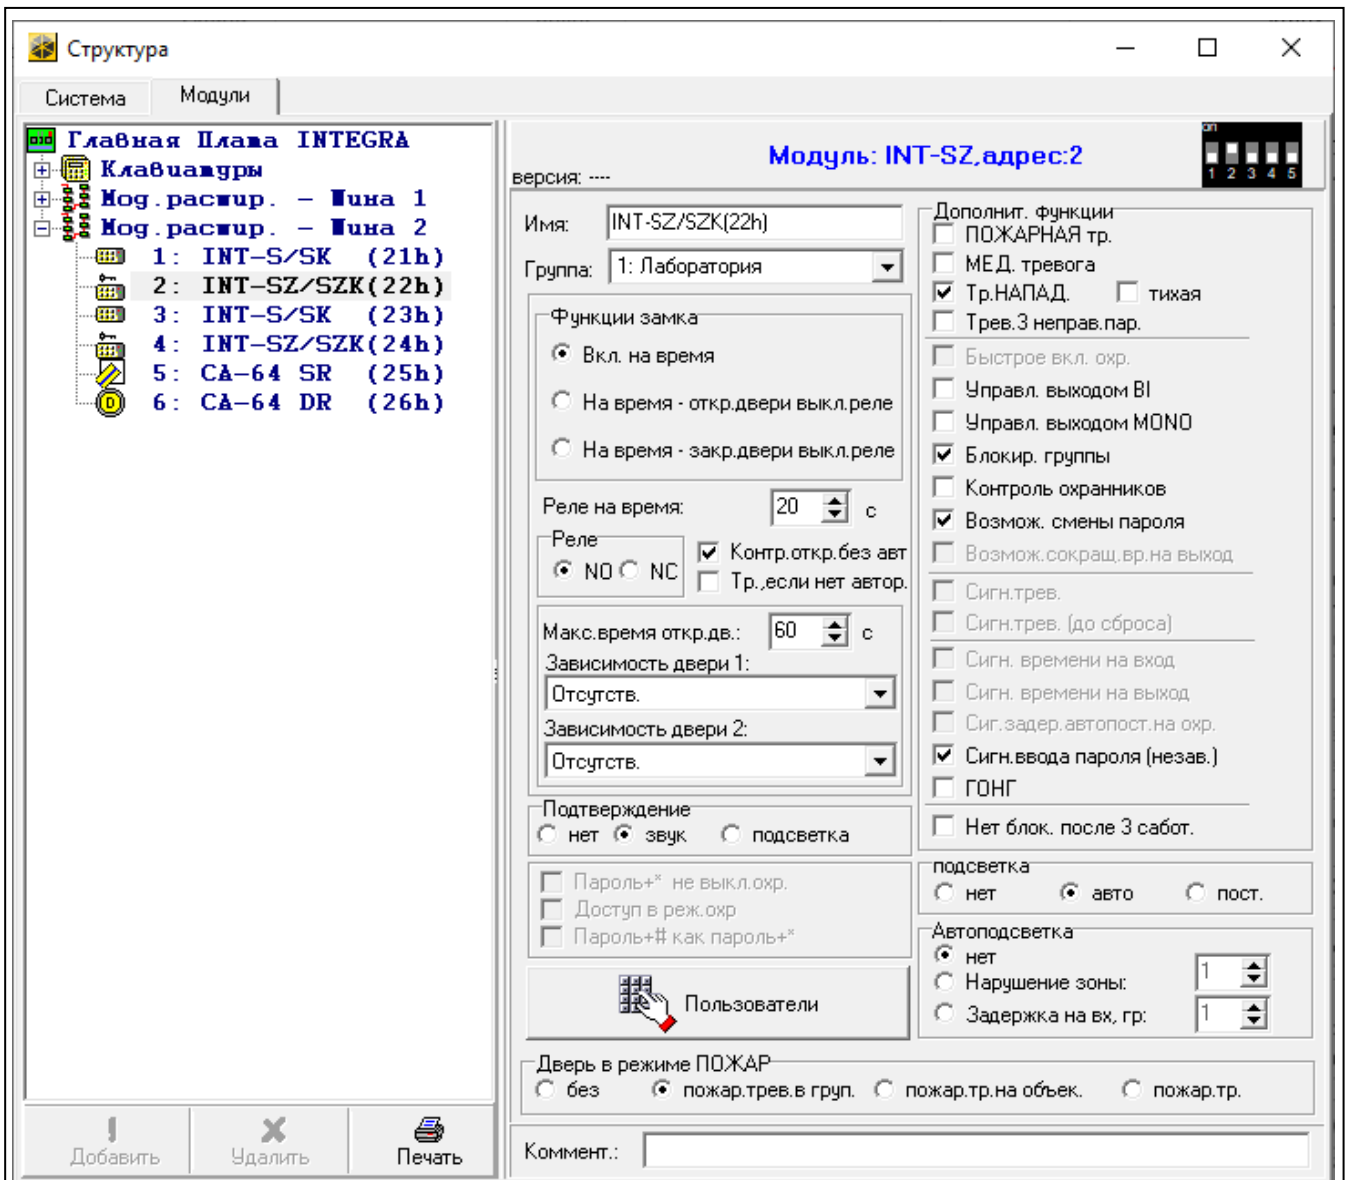 Структура
Система
Модули
Главная Плата INTEGRA
Клавиатуры
Мод.расшир. – Шина 1
Мод.расшир. – Шина 2
1: INT–S/SK (21h)
2: INT–SZ/SZK(22h)
3: INT–S/SK (23h)
4: INT–SZ/SZK(24h)
5: CA–64 SR (25h)
6: CA–64 DR (26h)
Добавить
Удалить
Печать
версия: ----
Модуль: INT-SZ,адрес:2
on
1 2 3 4 5
Имя: INT-SZ/SZK(22h)
Группа: 1: Лаборатория
Функции замка
Вкл. на время
На время - откр.двери выкл.реле
На время - закр.двери выкл.реле
Реле на время: 20 с
Реле
NO NC
Контр.откр.без авт
Тр.,если нет автор.
Макс.время откр.дв.: 60 с
Зависимость двери 1:
Отсутств.
Зависимость двери 2:
Отсутств.
Подтверждение
нет звук подсветка
Пароль+* не выкл.охр.
Доступ в реж.охр
Пароль+# как пароль+*
Пользователи
Дополнит. функции
ПОЖАРНАЯ тр.
МЕД. тревога
Тр.НАПАД. тихая
Трев.3 неправ.пар.
Быстрое вкл. охр.
Управл. выходом BI
Управл. выходом MONO
Блокир. группы
Контроль охранников
Возмож. смены пароля
Возмож.сокращ.вр.на выход
Сигн.трев.
Сигн.трев. (до сброса)
Сигн. времени на вход
Сигн. времени на выход
Сиг.задер.автопост.на охр.
Сигн.ввода пароля (незав.)
ГОНГ
Нет блок. после 3 сабот.
подсветка
нет авто пост.
Автоподсветка
нет
Нарушение зоны: 1
Задержка на вх, гр: 1
Дверь в режиме ПОЖАР
без пожар.трев.в груп. пожар.тр.на объек. пожар.тр.
Коммент.: